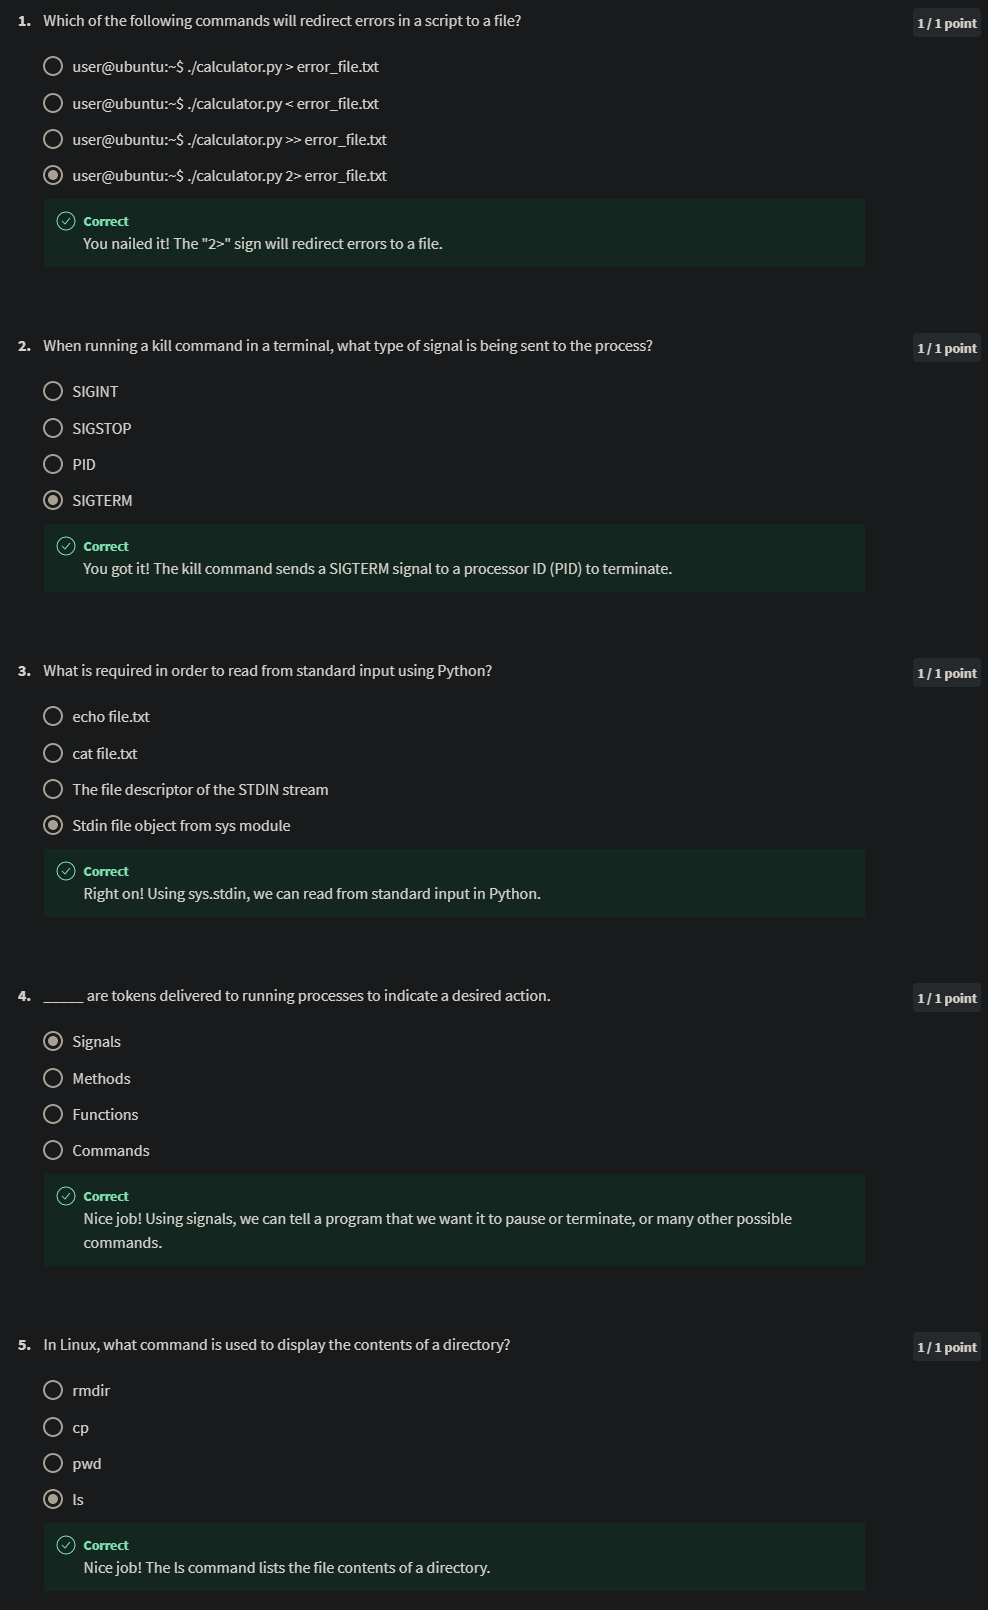 1. Which of the following commands will redirect errors in a script to a file?
1 / 1 point
user@ubuntu:~$ ./calculator.py > error_file.txt
user@ubuntu:~$ ./calculator.py < error_file.txt
user@ubuntu:~$ ./calculator.py >> error_file.txt
user@ubuntu:~$ ./calculator.py 2> error_file.txt
Correct
You nailed it! The "2>" sign will redirect errors to a file.
2. When running a kill command in a terminal, what type of signal is being sent to the process?
1 / 1 point
SIGINT
SIGSTOP
PID
SIGTERM
Correct
You got it! The kill command sends a SIGTERM signal to a processor ID (PID) to terminate.
3. What is required in order to read from standard input using Python?
1 / 1 point
echo file.txt
cat file.txt
The file descriptor of the STDIN stream
Stdin file object from sys module
Correct
Right on! Using sys.stdin, we can read from standard input in Python.
4. _____ are tokens delivered to running processes to indicate a desired action.
1 / 1 point
Signals
Methods
Functions
Commands
Correct
Nice job! Using signals, we can tell a program that we want it to pause or terminate, or many other possible
commands.
5. In Linux, what command is used to display the contents of a directory?
1 / 1 point
rmdir
cp
pwd
ls
Correct
Nice job! The ls command lists the file contents of a directory.